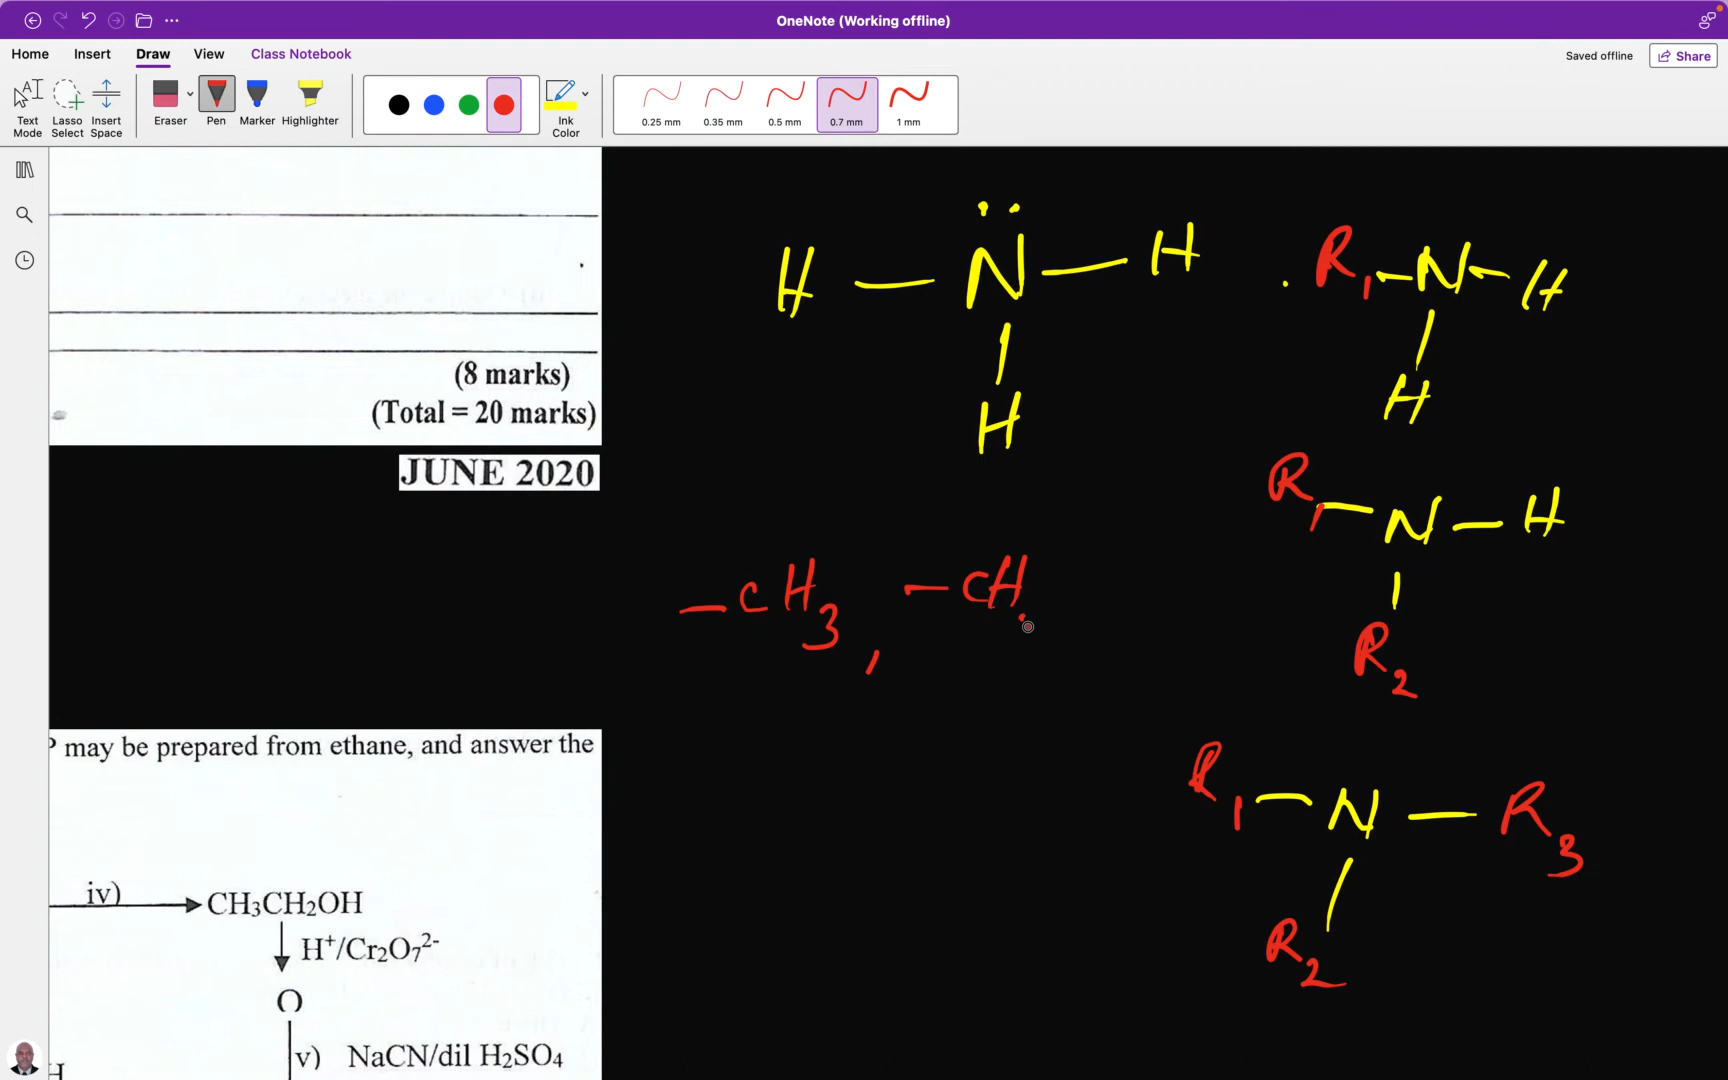 OneNote (Working offline)
Home Insert Draw View Class Notebook
Saved offline
Share
Text Mode
Lasso Select
Insert Space
Eraser
Pen
Marker
Highlighter
Ink Color
0.25 mm
0.35 mm
0.5 mm
0.7 mm
1 mm
(8 marks)
(Total = 20 marks)
JUNE 2020
may be prepared from ethane, and answer the
iv)
CH₃CH₂OH
H⁺/Cr₂O₇²⁻
O
v) NaCN/dil H₂SO₄
H
H — N — H
H
R₁ – N – H
H
R₁ – N – H
R₂
– CH₃, – CH
R₁ – N – R₃
R₂